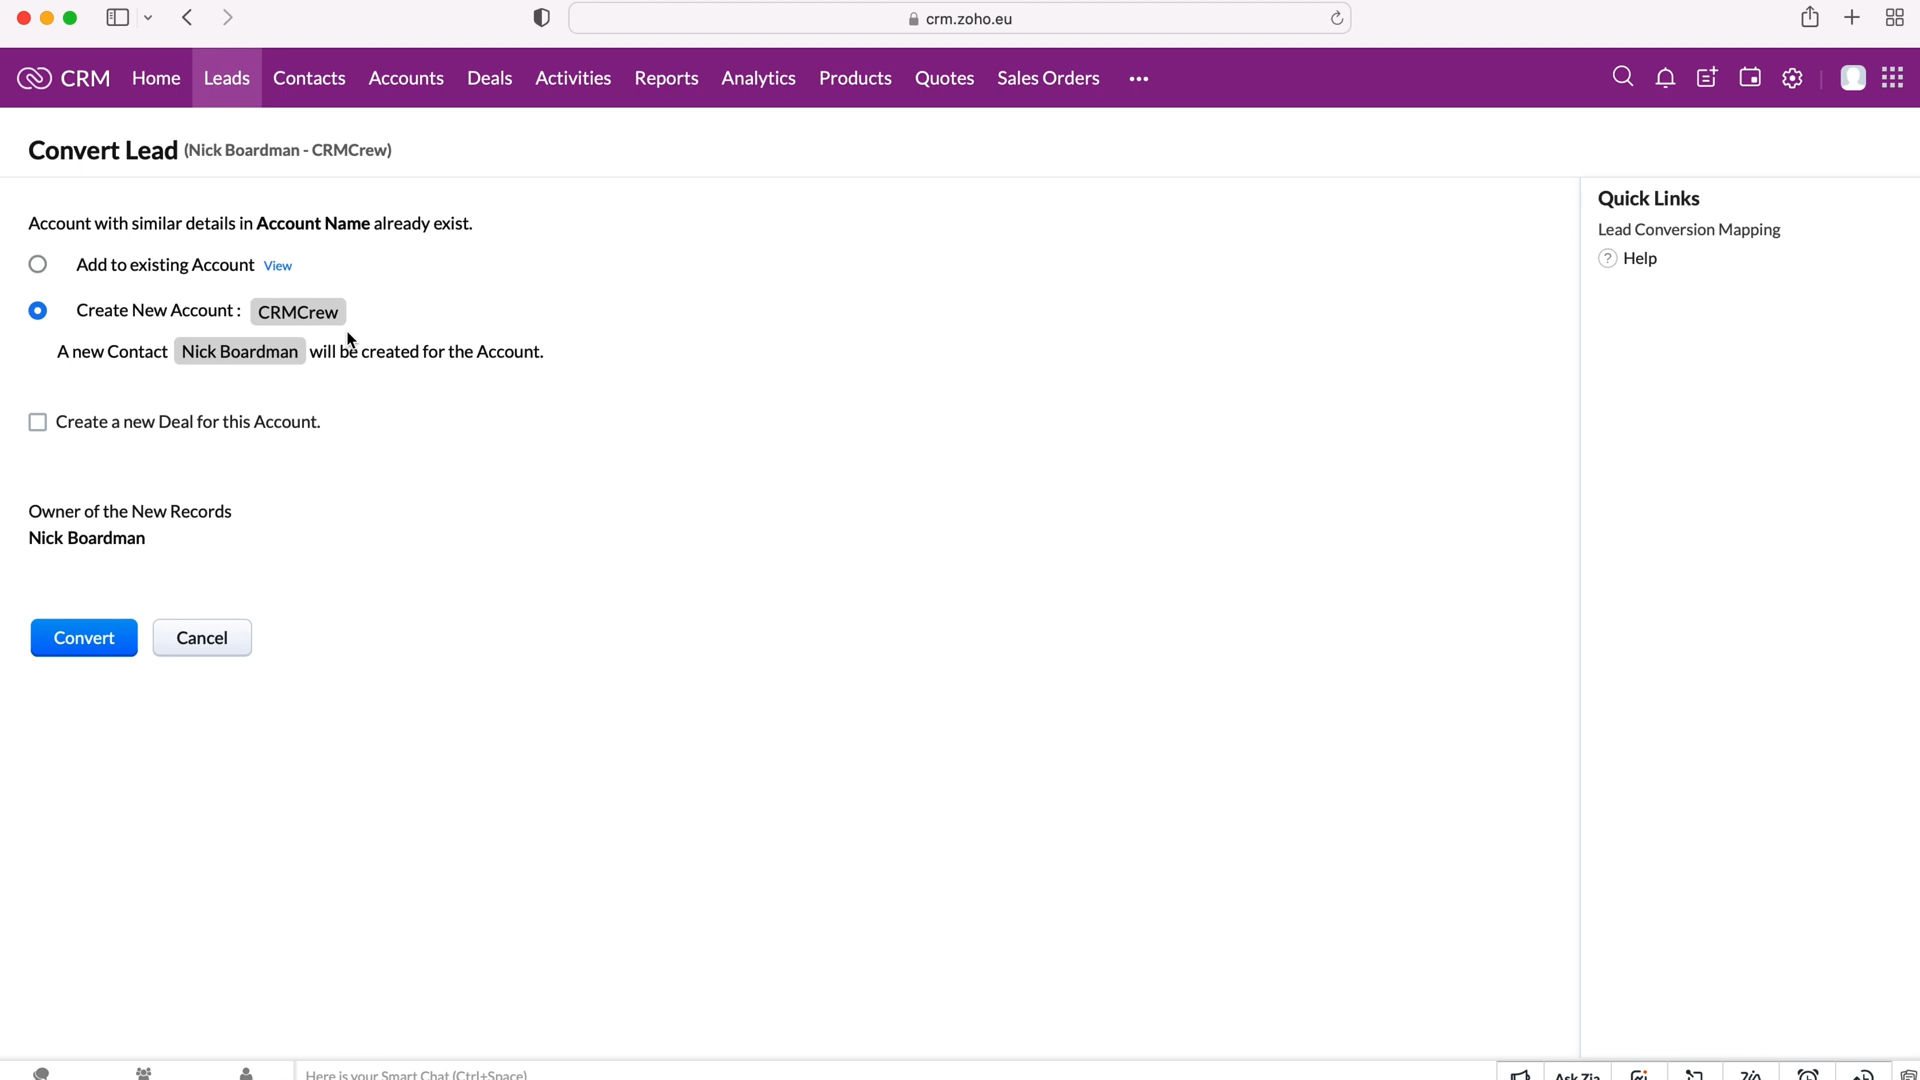 crm.zoho.eu
CRM Home Leads Contacts Accounts Deals Activities Reports Analytics Products Quotes Sales Orders •••
Convert Lead (Nick Boardman - CRMCrew)
Account with similar details in Account Name already exist.
Add to existing Account View
Create New Account : CRMCrew
A new Contact Nick Boardman will be created for the Account.
Create a new Deal for this Account.
Owner of the New Records
Nick Boardman
Convert Cancel
Quick Links
Lead Conversion Mapping
? Help
Here is your Smart Chat (Ctrl+Space)
Ask Zia